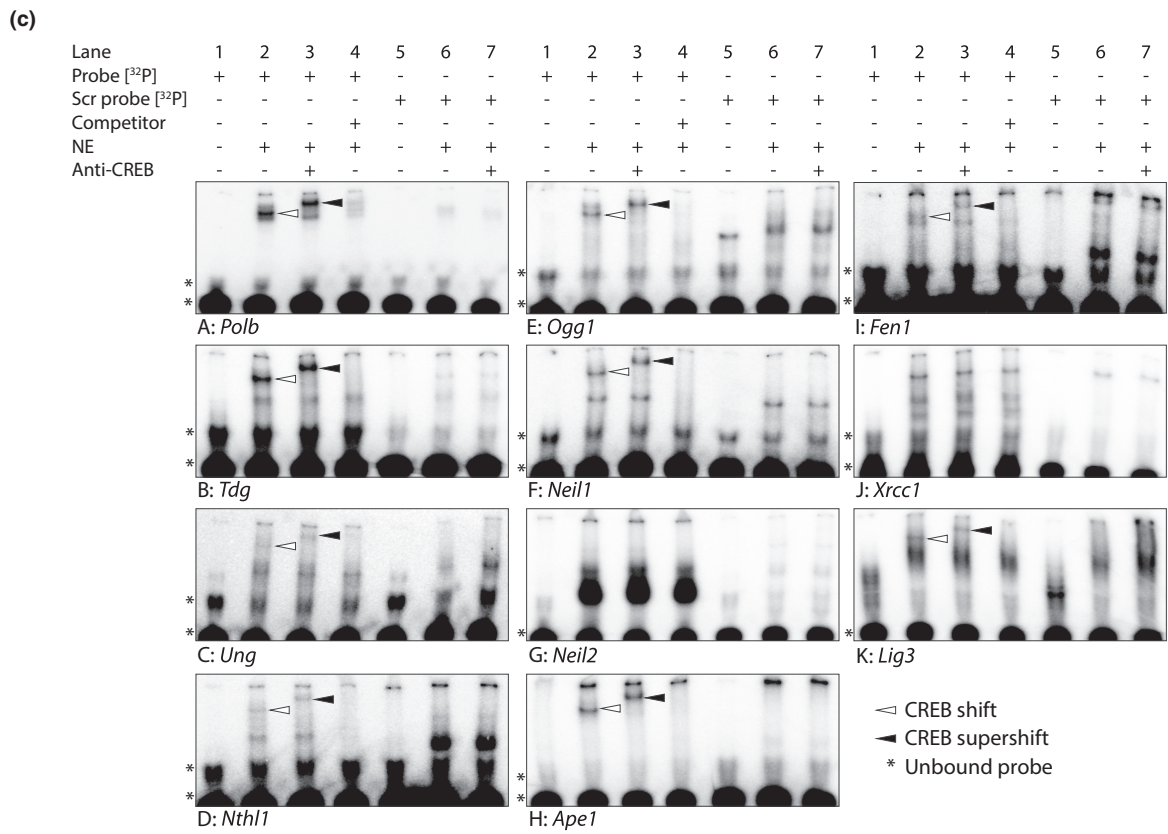 (c)
Lane 1 2 3 4 5 6 7 1 2 3 4 5 6 7 1 2 3 4 5 6 7
Probe [³²P] + + + + - - - + + + + - - - + + + + - - -
Scr probe [³²P] - - - - + + + - - - - + + + - - - - + + +
Competitor - - - + - - - - - - + - - - - - - + - - -
NE - + + + - + + - + + + - + + - + + + - + +
Anti-CREB - - + - - - + - - + - - - + - - + - - - +
* * * * * *
A: Polb E: Ogg1 I: Fen1
* * * * * *
B: Tdg F: Neil1 J: Xrcc1
* * * * *
C: Ung G: Neil2 K: Lig3
CREB shift
CREB supershift
* Unbound probe
* * * *
D: Nthl1 H: Ape1